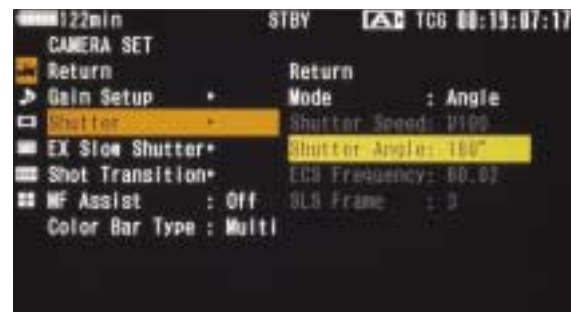 122min STBY A TCG 00:19:07:17
CAMERA SET
Return Return
Gain Setup Mode : Angle
Shutter Shutter Speed: 1/100
EX Slow Shutter Shutter Angle: 180°
Shot Transition ECS Frequency: 60.02
MF Assist : Off SLS Frame : 3
Color Bar Type : Multi